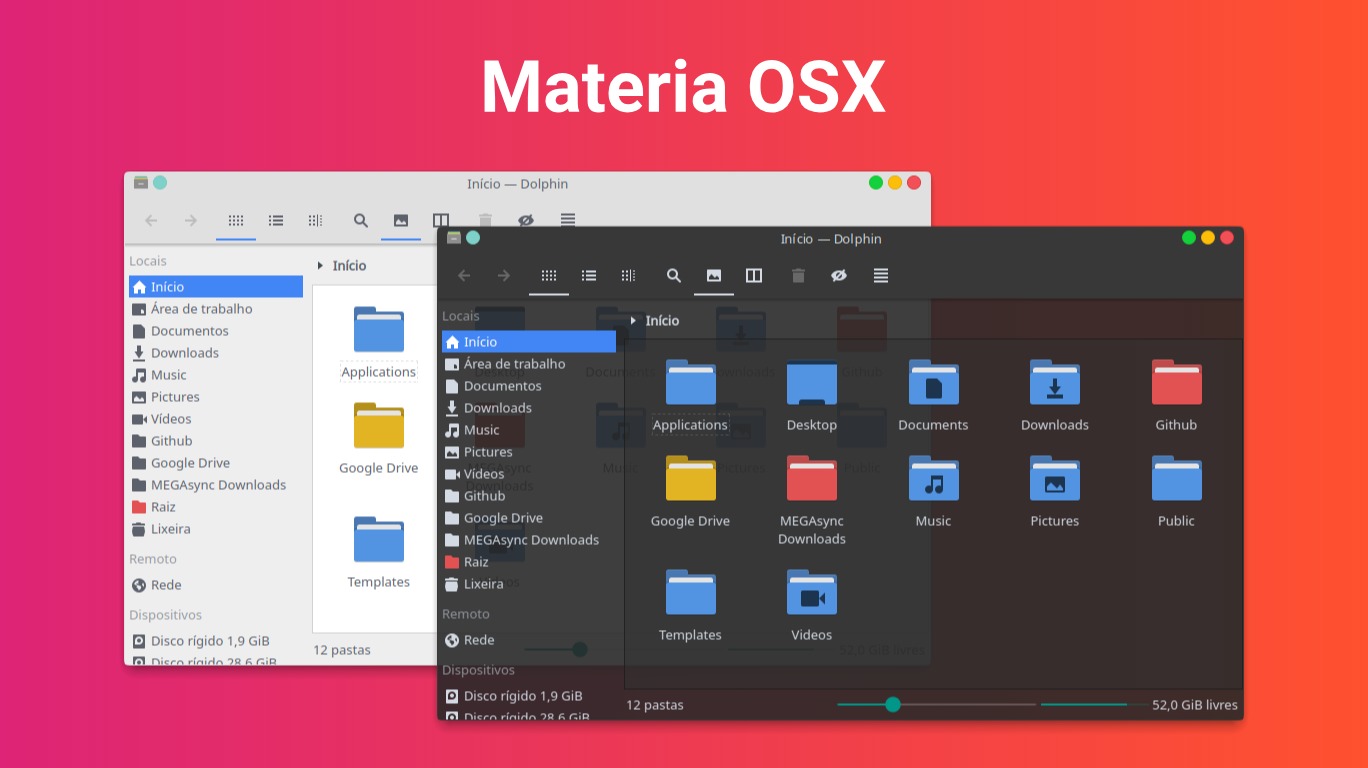 Materia OSX
Início — Dolphin
Locais
Início
Início
Área de trabalho
Documentos
Downloads
Music
Pictures
Vídeos
Github
Google Drive
MEGAsync Downloads
Raiz
Lixeira
Remoto
Rede
Dispositivos
Disco rígido 1,9 GiB
Disco rígido 28,6 GiB
Applications
Google Drive
Templates
12 pastas
Início — Dolphin
Locais
Início
Início
Área de trabalho
Documentos
Downloads
Music
Pictures
Vídeos
Github
Google Drive
MEGAsync Downloads
Raiz
Lixeira
Remoto
Rede
Dispositivos
Disco rígido 1,9 GiB
Disco rígido 28,6 GiB
Applications Desktop Documents Downloads Github
Google Drive MEGAsync Music Pictures Public
Downloads
Templates Videos
12 pastas
52,0 GiB livres